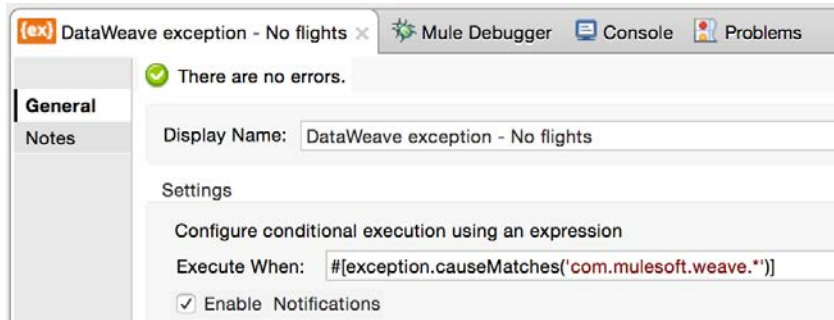 {ex} DataWeave exception - No flights Mule Debugger Console Problems
There are no errors.
General
Notes
Display Name: DataWeave exception - No flights
Settings
Configure conditional execution using an expression
Execute When: #[exception.causeMatches('com.mulesoft.weave.*')]
Enable Notifications